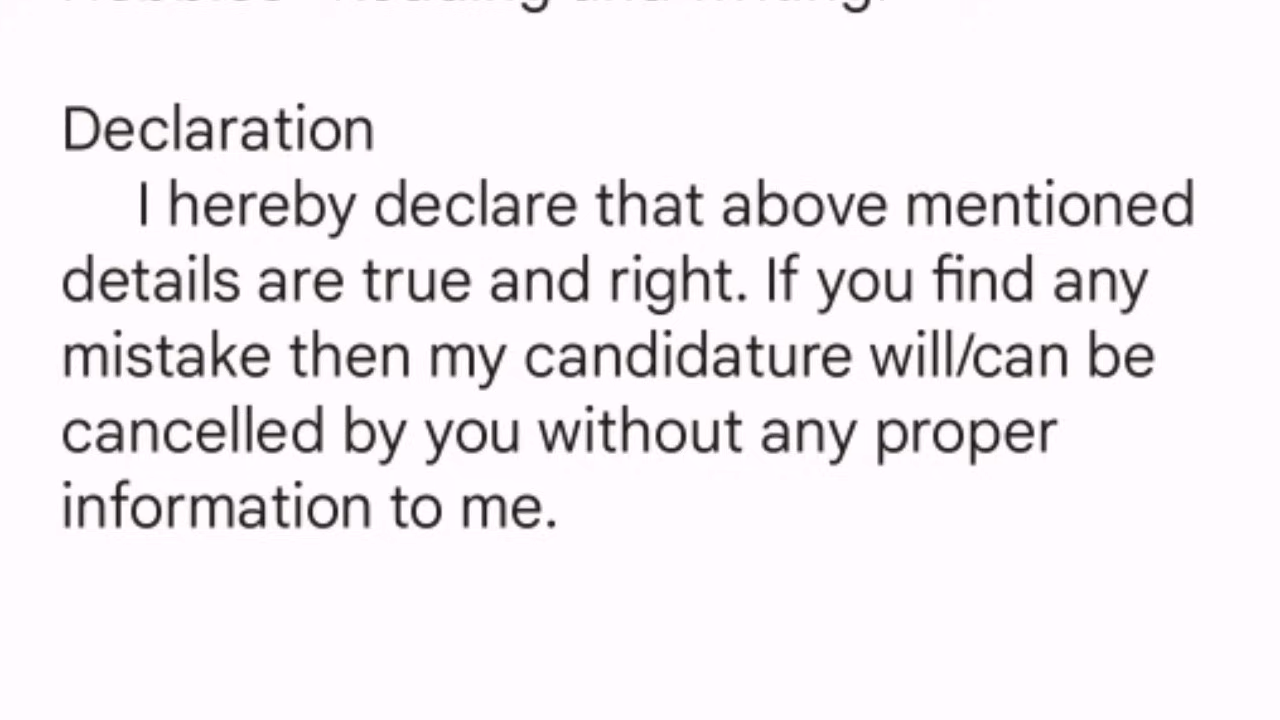 Declaration
I hereby declare that above mentioned
details are true and right. If you find any
mistake then my candidature will/can be
cancelled by you without any proper
information to me.